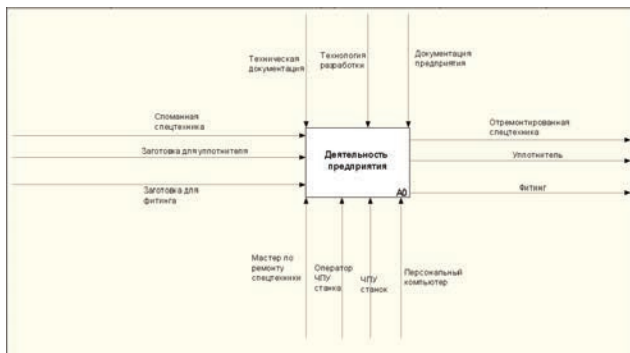 Техническая
документация
Технология
разработки
Документация
предприятия
Сломанная
спецтехника
Заготовка для уплотнителя
Заготовка для
фитинга
Деятельность
предприятия
A0
Отремонтированная
спецтехника
Уплотнитель
Фитинг
Мастер по
ремонту
спецтехники
Оператор
ЧПУ
станка
ЧПУ
станок
Персональный
компьютер